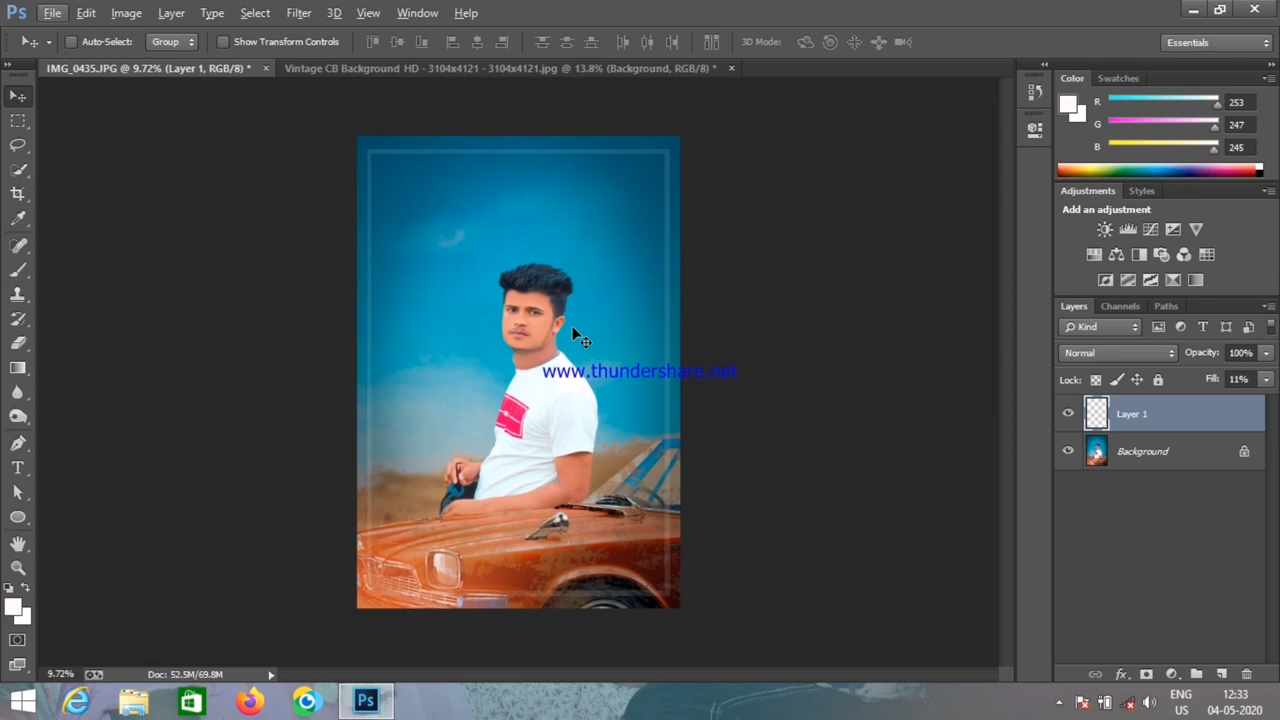 Ps File Edit Image Layer Type Select Filter 3D View Window Help
Auto-Select: Group Show Transform Controls 3D Mode: Essentials
IMG_0435.JPG @ 9.72% (Layer 1, RGB/8) * × Vintage CB Background HD - 3104x4121 - 3104x4121.jpg @ 13.8% (Background, RGB/8) * ×
Color Swatches
R 253
G 247
B 245
Adjustments Styles
Add an adjustment
Layers Channels Paths
Kind
Normal Opacity: 100%
Lock: Fill: 11%
Layer 1
Background
www.thundershare.net
9.72% Doc: 52.5M/69.8M
fx
Ps
ENG 12:33
US 04-05-2020